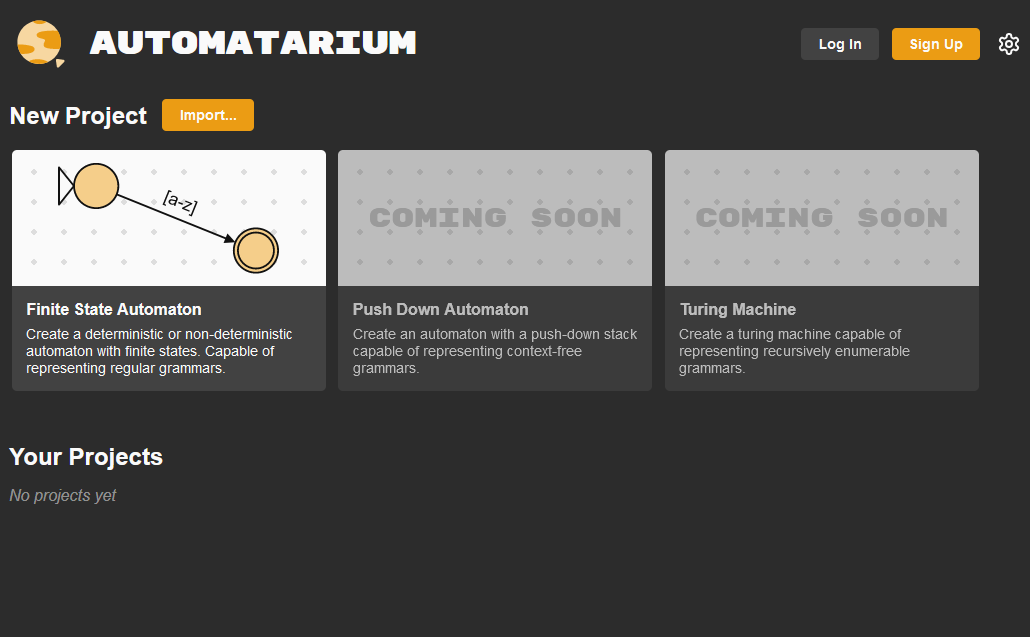 AUTOMATARIUM
Log In
Sign Up
New Project
Import...
[a-z]
Finite State Automaton
Create a deterministic or non-deterministic
automaton with finite states. Capable of
representing regular grammars.
COMING SOON
Push Down Automaton
Create an automaton with a push-down stack
capable of representing context-free
grammars.
COMING SOON
Turing Machine
Create a turing machine capable of
representing recursively enumerable
grammars.
Your Projects
No projects yet